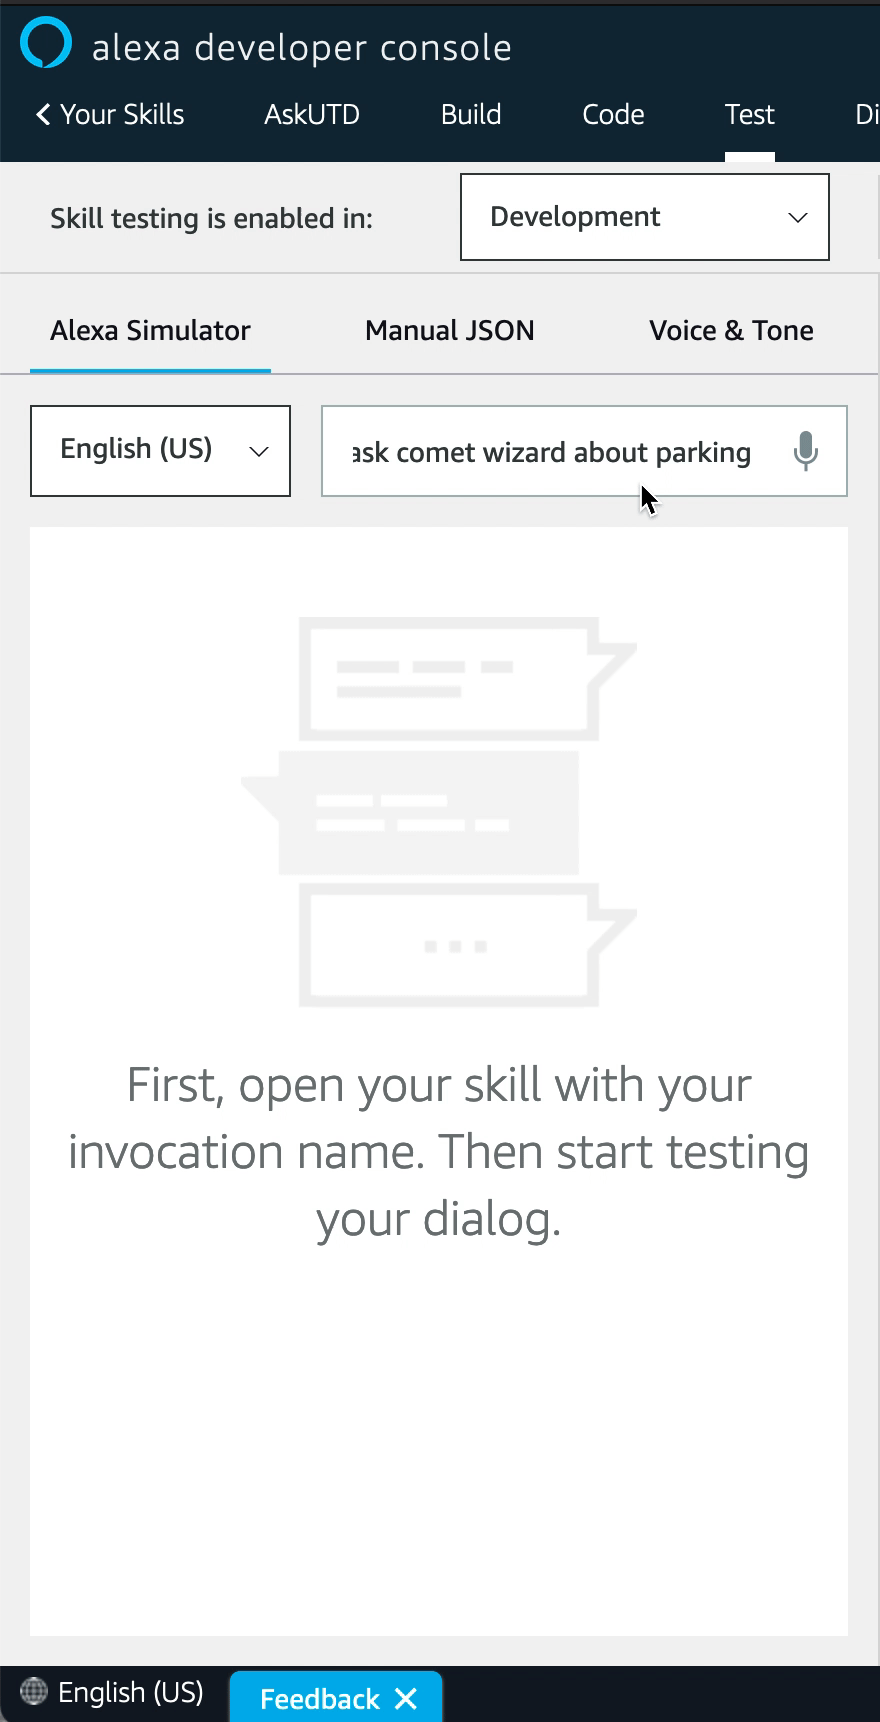 alexa developer console
Your Skills AskUTD Build Code Test Di
Skill testing is enabled in: Development
Alexa Simulator Manual JSON Voice & Tone
English (US) ask comet wizard about parking
First, open your skill with your
invocation name. Then start testing
your dialog.
English (US) Feedback